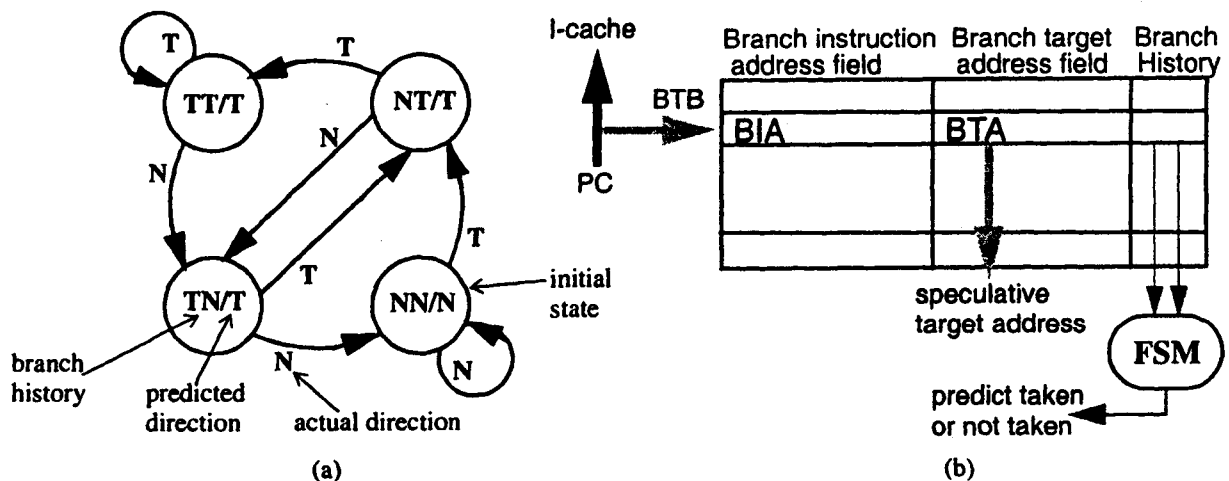 T
T
TT/T
NT/T
N
N
T
T
TN/T
NN/N
initial
state
N
N
branch
history
predicted
direction
actual direction
(a)
I-cache
BTB
PC
Branch instruction
address field
Branch target
address field
Branch
History
BIA
BTA
speculative
target address
FSM
predict taken
or not taken
(b)